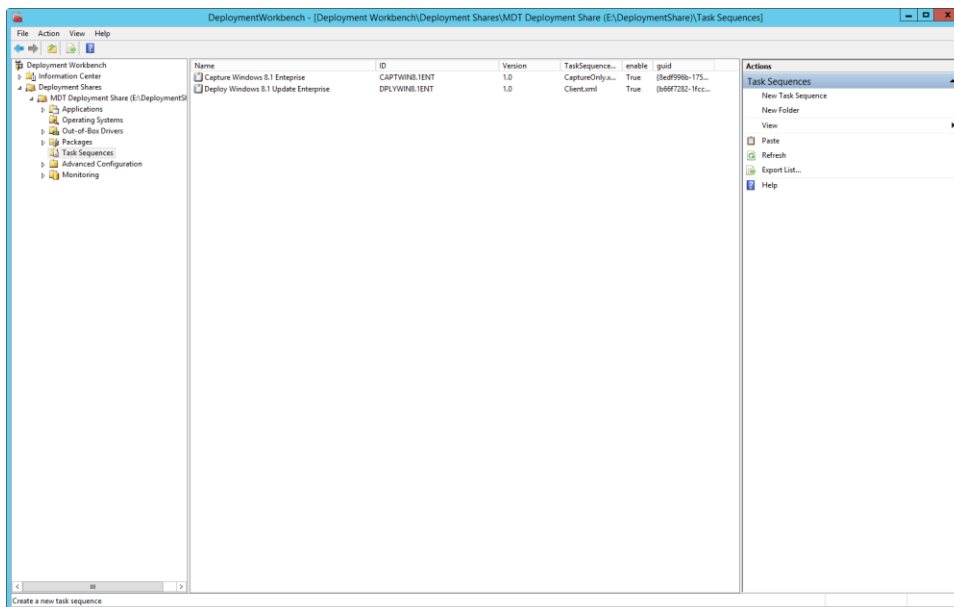 DeploymentWorkbench - [Deployment Workbench\Deployment Shares\MDT Deployment Share (E:\DeploymentShare)\Task Sequences]
File Action View Help
Deployment Workbench
Information Center
Deployment Shares
MDT Deployment Share (E:\DeploymentSl
Applications
Operating Systems
Out-of-Box Drivers
Packages
Task Sequences
Advanced Configuration
Monitoring
Name ID Version TaskSequence... enable guid
Capture Windows 8.1 Enteprise CAPTWIN8.1ENT 1.0 CaptureOnly.x... True {8edf996b-175...
Deploy Windows 8.1 Update Enterprise DPLYWIN8.1ENT 1.0 Client.xml True {b66f7282-1fcc...
Actions
Task Sequences
New Task Sequence
New Folder
View
Paste
Refresh
Export List...
Help
Create a new task sequence